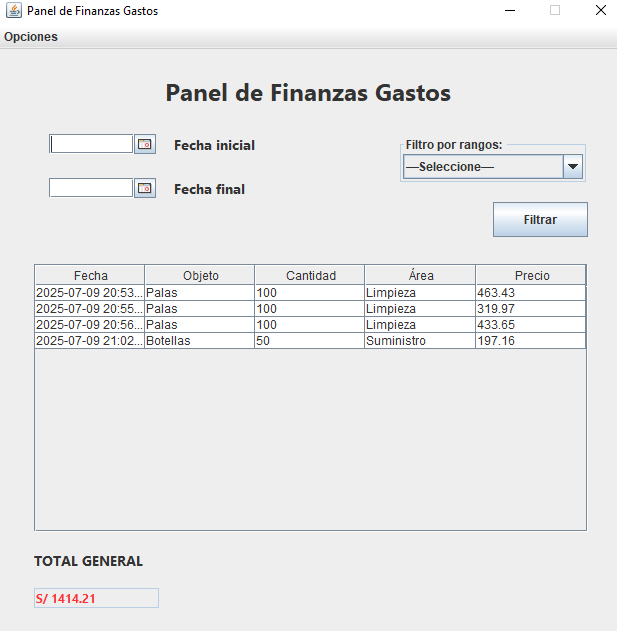 Panel de Finanzas Gastos
Opciones
Panel de Finanzas Gastos
Fecha inicial
Filtro por rangos:
—Seleccione—
Fecha final
Filtrar
Fecha Objeto Cantidad Área Precio
2025-07-09 20:53... Palas 100 Limpieza 463.43
2025-07-09 20:55... Palas 100 Limpieza 319.97
2025-07-09 20:56... Palas 100 Limpieza 433.65
2025-07-09 21:02... Botellas 50 Suministro 197.16
TOTAL GENERAL
S/ 1414.21